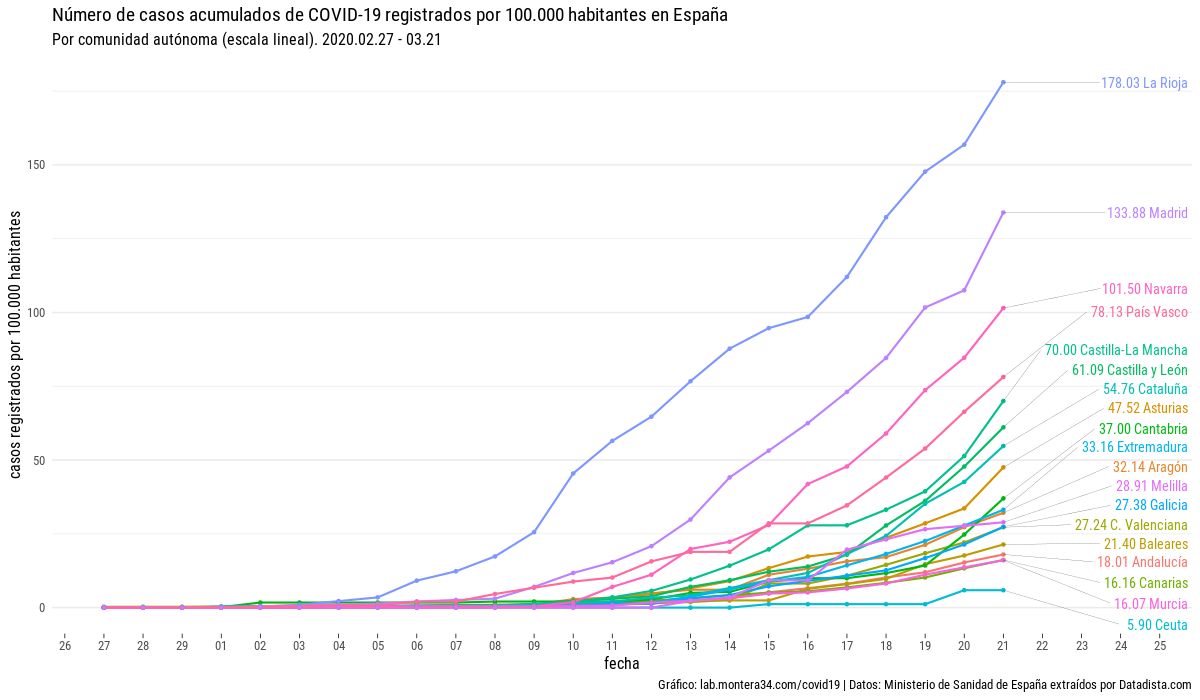 Número de casos acumulados de COVID-19 registrados por 100.000 habitantes en España
Por comunidad autónoma (escala lineal). 2020.02.27 - 03.21
casos registrados por 100.000 habitantes
150
100
50
0
178.03 La Rioja
133.88 Madrid
101.50 Navarra
78.13 País Vasco
70.00 Castilla-La Mancha
61.09 Castilla y León
54.76 Cataluña
47.52 Asturias
37.00 Cantabria
33.16 Extremadura
32.14 Aragón
28.91 Melilla
27.38 Galicia
27.24 C. Valenciana
21.40 Baleares
18.01 Andalucía
16.16 Canarias
16.07 Murcia
5.90 Ceuta
26 27 28 29 01 02 03 04 05 06 07 08 09 10 11 12 13 14 15 16 17 18 19 20 21 22 23 24 25
fecha
Gráfico: lab.montera34.com/covid19 | Datos: Ministerio de Sanidad de España extraídos por Datadista.com